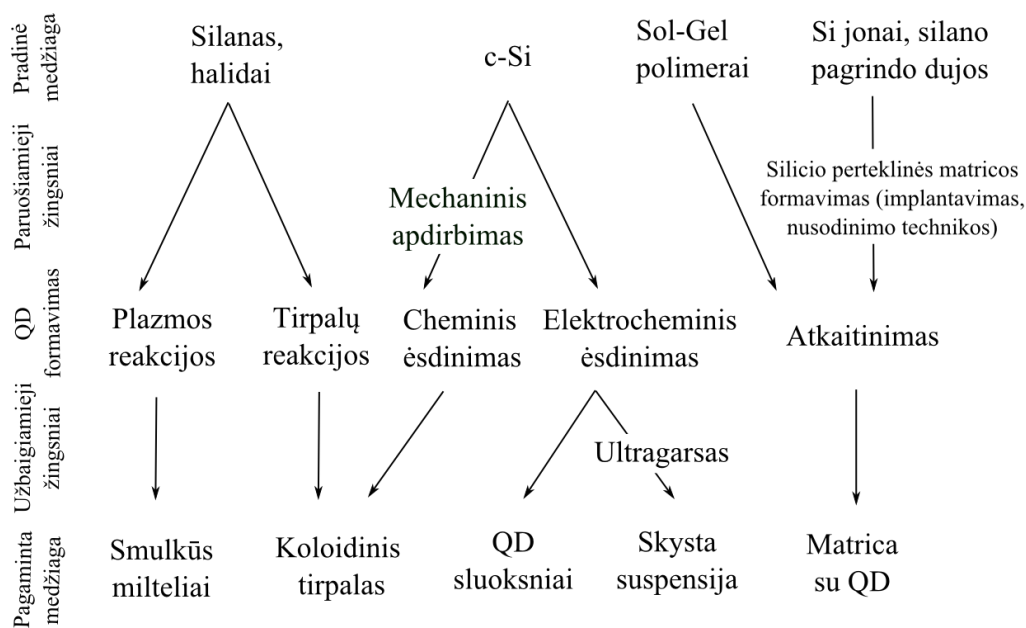 Pradinė
medžiaga
Silanas,
halidai
c-Si
Sol-Gel
polimerai
Si jonai, silano
pagrindo dujos
Paruošiamieji
žingsniai
Mechaninis
apdirbimas
Silicio perteklinės matricos
formavimas (implantavimas,
nusodinimo technikos)
QD
formavimas
Plazmos
reakcijos
Tirpalų
reakcijos
Cheminis
ėsdinimas
Elektrocheminis
ėsdinimas
Atkaitinimas
Užbaigiamieji
žingsniai
Ultragarsas
Pagaminta
medžiaga
Smulkūs
milteliai
Koloidinis
tirpalas
QD
sluoksniai
Skysta
suspensija
Matrica
su QD